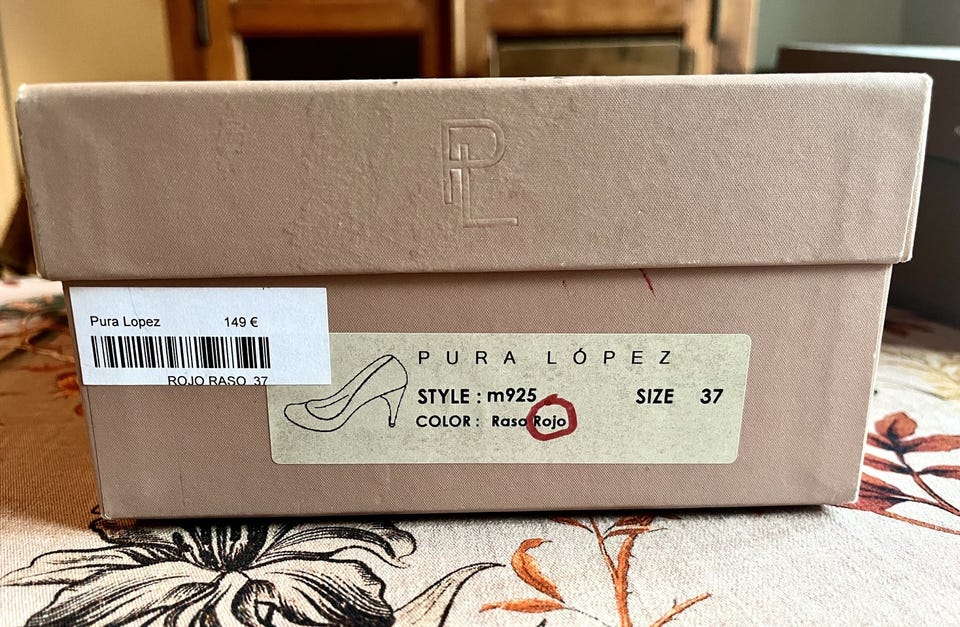 PL
Pura Lopez 149 €
ROJO RASO 37
PURA LÓPEZ
STYLE : m925 SIZE 37
COLOR : Raso Rojo